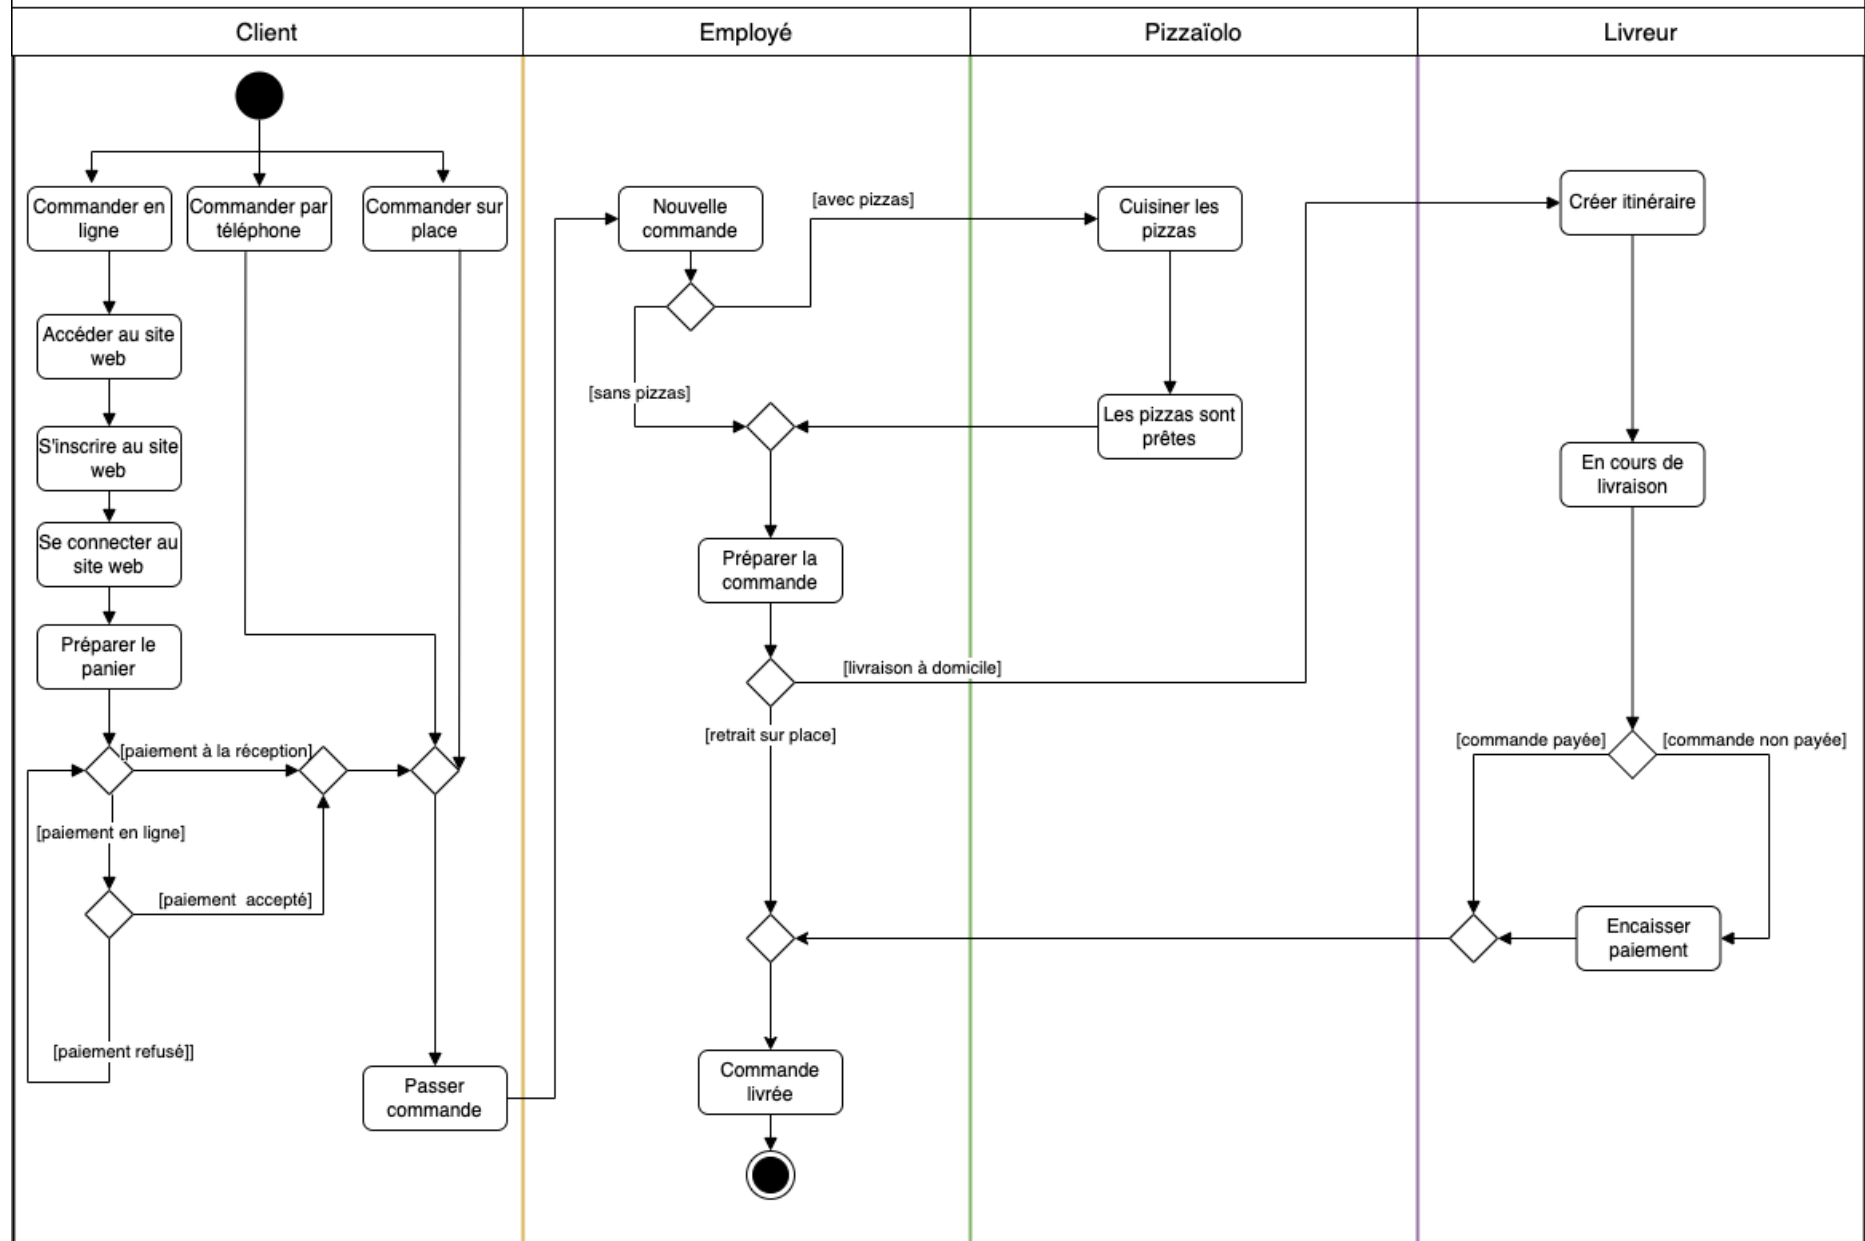 Client
Employé
Pizzaïolo
Livreur
Commander en
ligne
Commander par
téléphone
Commander sur
place
Accéder au site
web
S'inscrire au site
web
Se connecter au
site web
Préparer le
panier
[paiement à la réception]
[paiement en ligne]
[paiement accepté]
[paiement refusé]]
Passer
commande
Nouvelle
commande
[avec pizzas]
[sans pizzas]
Préparer la
commande
[livraison à domicile]
[retrait sur place]
Commande
livrée
Cuisiner les
pizzas
Les pizzas sont
prêtes
Créer itinéraire
En cours de
livraison
[commande payée]
[commande non payée]
Encaisser
paiement